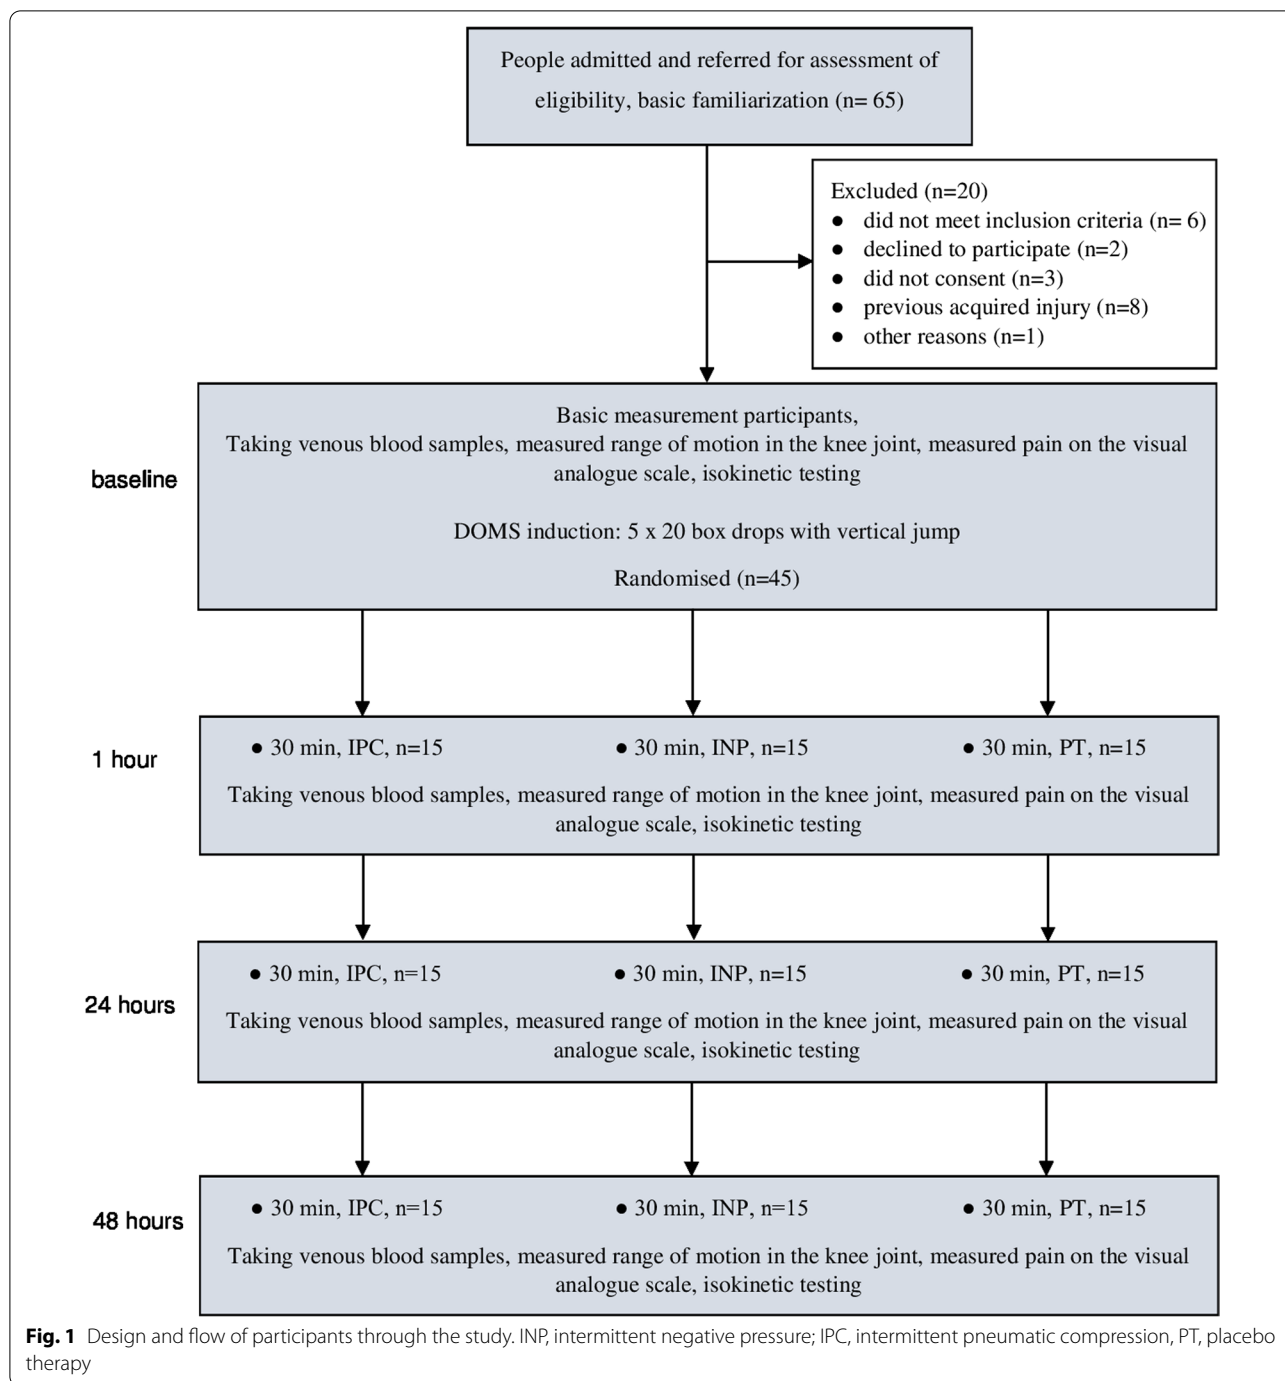 People admitted and referred for assessment of
eligibility, basic familiarization (n= 65)
Excluded (n=20)
● did not meet inclusion criteria (n= 6)
● declined to participate (n=2)
● did not consent (n=3)
● previous acquired injury (n=8)
● other reasons (n=1)
baseline
Basic measurement participants,
Taking venous blood samples, measured range of motion in the knee joint, measured pain on the visual
analogue scale, isokinetic testing
DOMS induction: 5 x 20 box drops with vertical jump
Randomised (n=45)
1 hour
● 30 min, IPC, n=15 ● 30 min, INP, n=15 ● 30 min, PT, n=15
Taking venous blood samples, measured range of motion in the knee joint, measured pain on the visual
analogue scale, isokinetic testing
24 hours
● 30 min, IPC, n=15 ● 30 min, INP, n=15 ● 30 min, PT, n=15
Taking venous blood samples, measured range of motion in the knee joint, measured pain on the visual
analogue scale, isokinetic testing
48 hours
● 30 min, IPC, n=15 ● 30 min, INP, n=15 ● 30 min, PT, n=15
Taking venous blood samples, measured range of motion in the knee joint, measured pain on the visual
analogue scale, isokinetic testing
Fig. 1 Design and flow of participants through the study. INP, intermittent negative pressure; IPC, intermittent pneumatic compression, PT, placebo
therapy